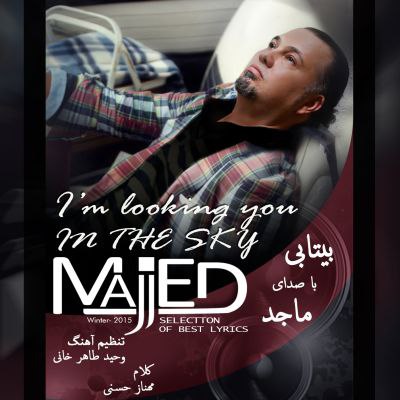 I'm looking you
IN THE SKY
MAJJED
Winter- 2015
SELECTTON
OF BEST LYRICS
بیتابی
با صدای
ماجد
تنظیم آهنگ
وحید طاهر خانی
کلام
مهناز حسنی